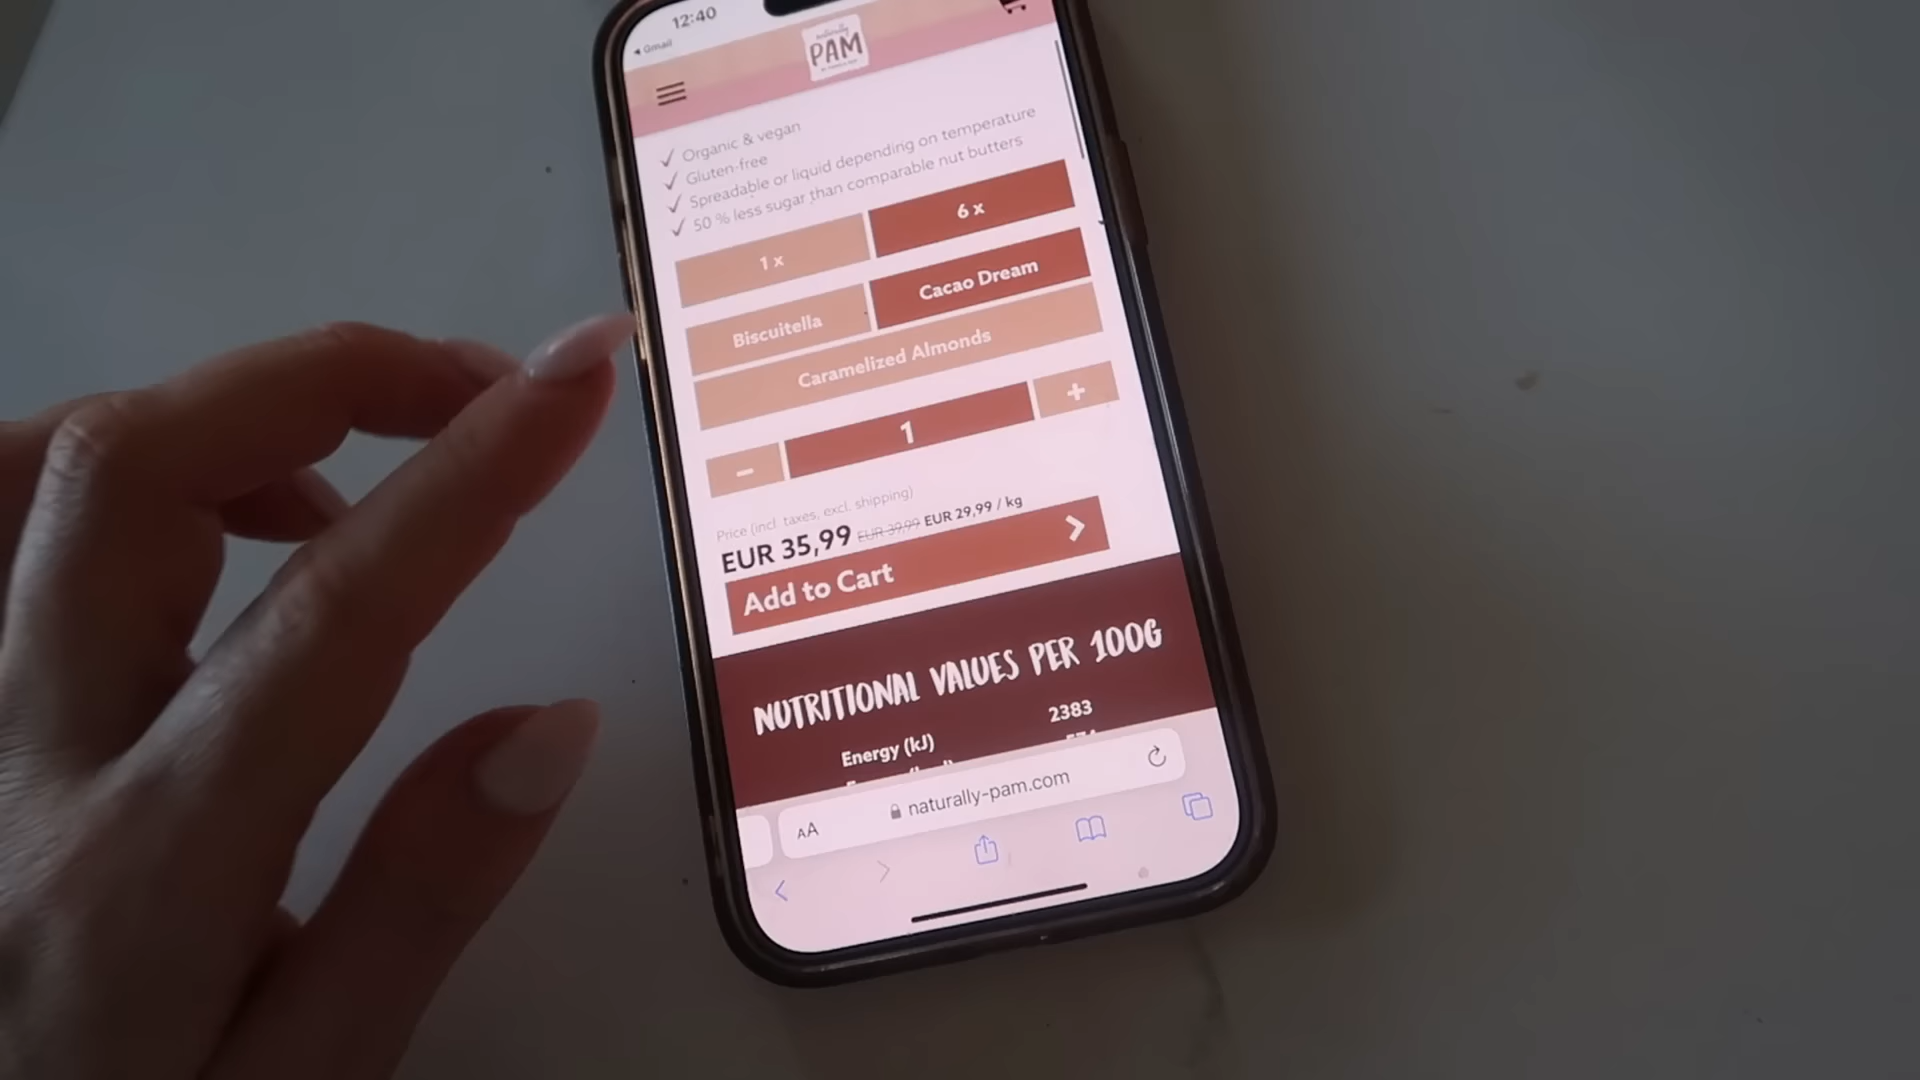 12:40
◄ Gmail
naturally
PAM
✓ Organic & vegan
✓ Gluten-free
✓ Spreadable or liquid depending on temperature
✓ 50 % less sugar than comparable nut butters
1 x
6 x
Biscuitella
Cacao Dream
Caramelized Almonds
−
1
+
Price (incl. taxes, excl. shipping)
EUR 35,99 EUR 39,99 EUR 29,99 / kg
Add to Cart
NUTRITIONAL VALUES PER 100G
Energy (kJ) 2383
AA naturally-pam.com